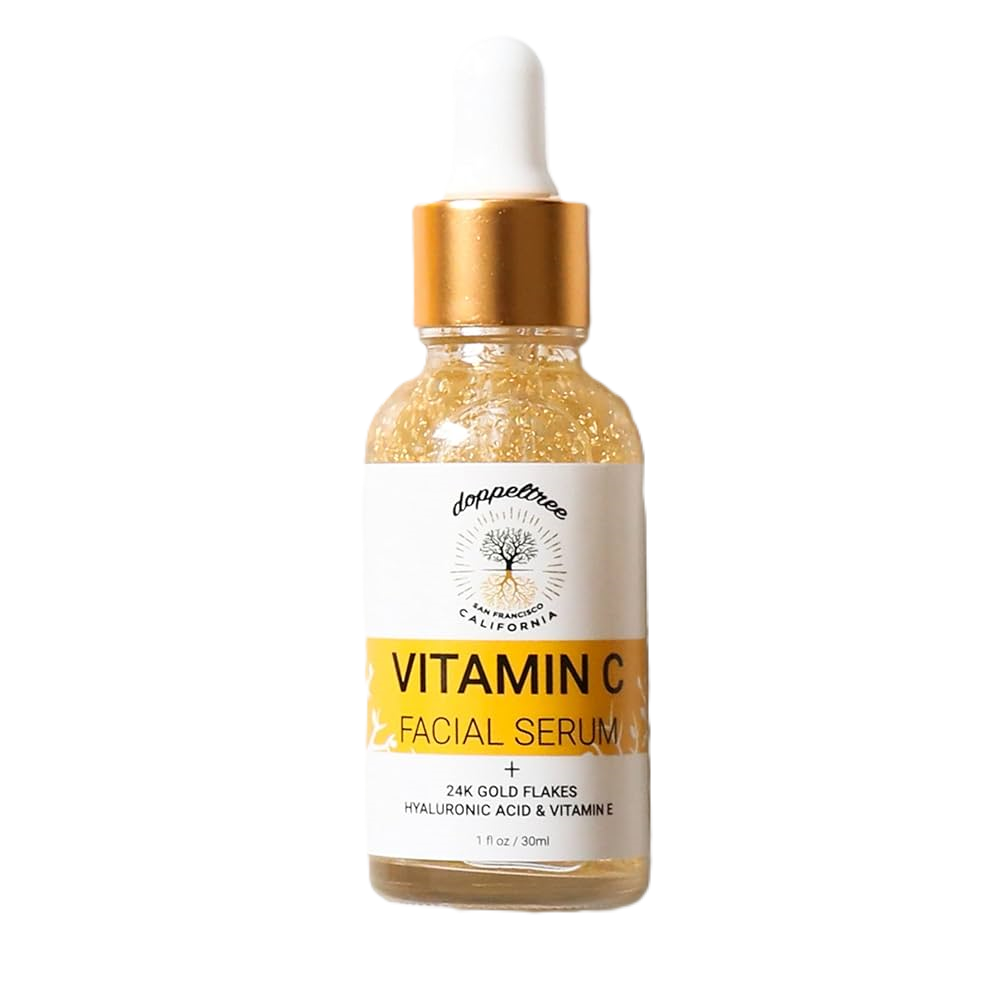 doppeltree
SAN FRANCISCO
CALIFORNIA
VITAMIN C
FACIAL SERUM
+
24K GOLD FLAKES
HYALURONIC ACID & VITAMIN E
1 fl oz / 30ml